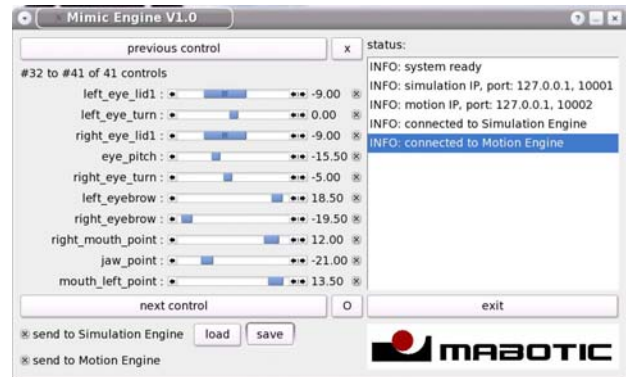 Mimic Engine V1.0
previous control
x
#32 to #41 of 41 controls
left_eye_lid1 : -9.00
left_eye_turn : 0.00
right_eye_lid1 : -9.00
eye_pitch : -15.50
right_eye_turn : -5.00
left_eyebrow : 18.50
right_eyebrow : -19.50
right_mouth_point : 12.00
jaw_point : -21.00
mouth_left_point : 13.50
next control
O
send to Simulation Engine
load
save
send to Motion Engine
status:
INFO: system ready
INFO: simulation IP, port: 127.0.0.1, 10001
INFO: motion IP, port: 127.0.0.1, 10002
INFO: connected to Simulation Engine
INFO: connected to Motion Engine
exit
MABOTIC